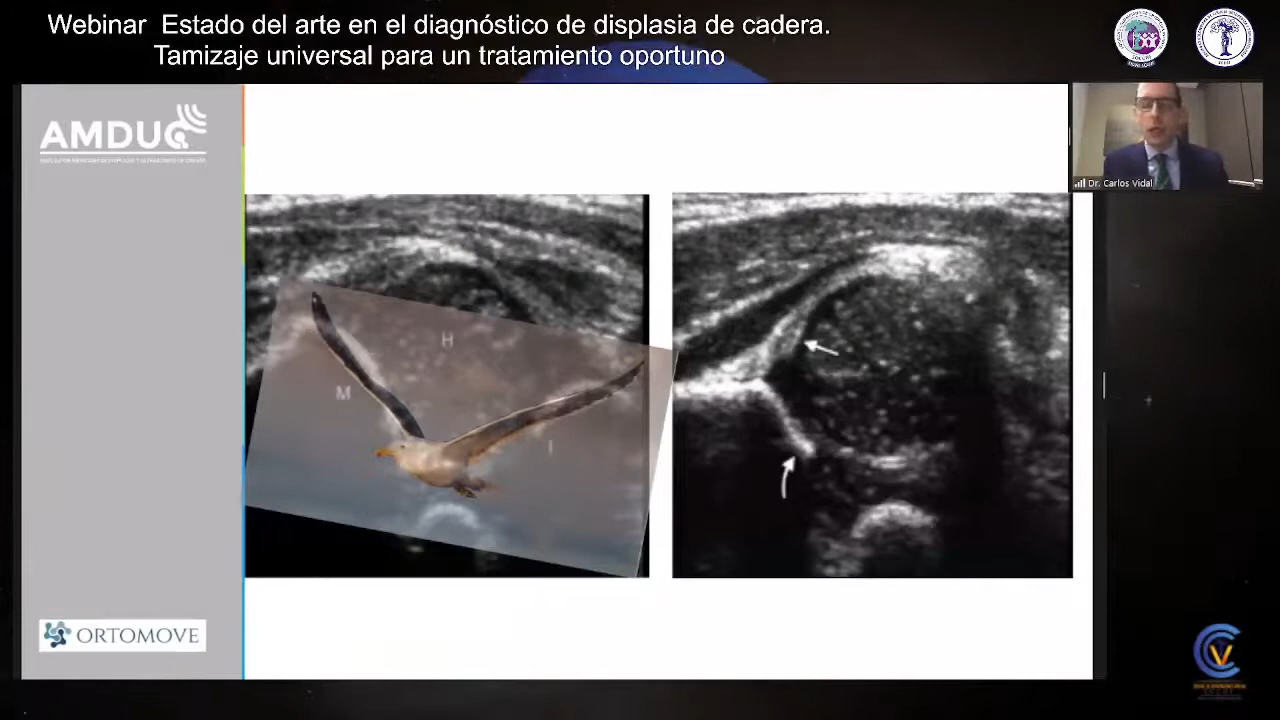 Webinar Estado del arte en el diagnóstico de displasia de cadera.
Tamizaje universal para un tratamiento oportuno
AMDUC
Dr. Carlos Vidal
H
M
I
ORTOMOVE